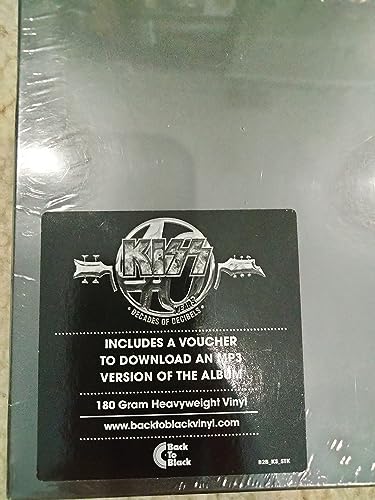 KISS
40
YEARS
· DECADES OF DECIBELS ·
INCLUDES A VOUCHER
TO DOWNLOAD AN MP3
VERSION OF THE ALBUM
180 Gram Heavyweight Vinyl
www.backtoblackvinyl.com
Back
To
Black
B2B_KS_STK